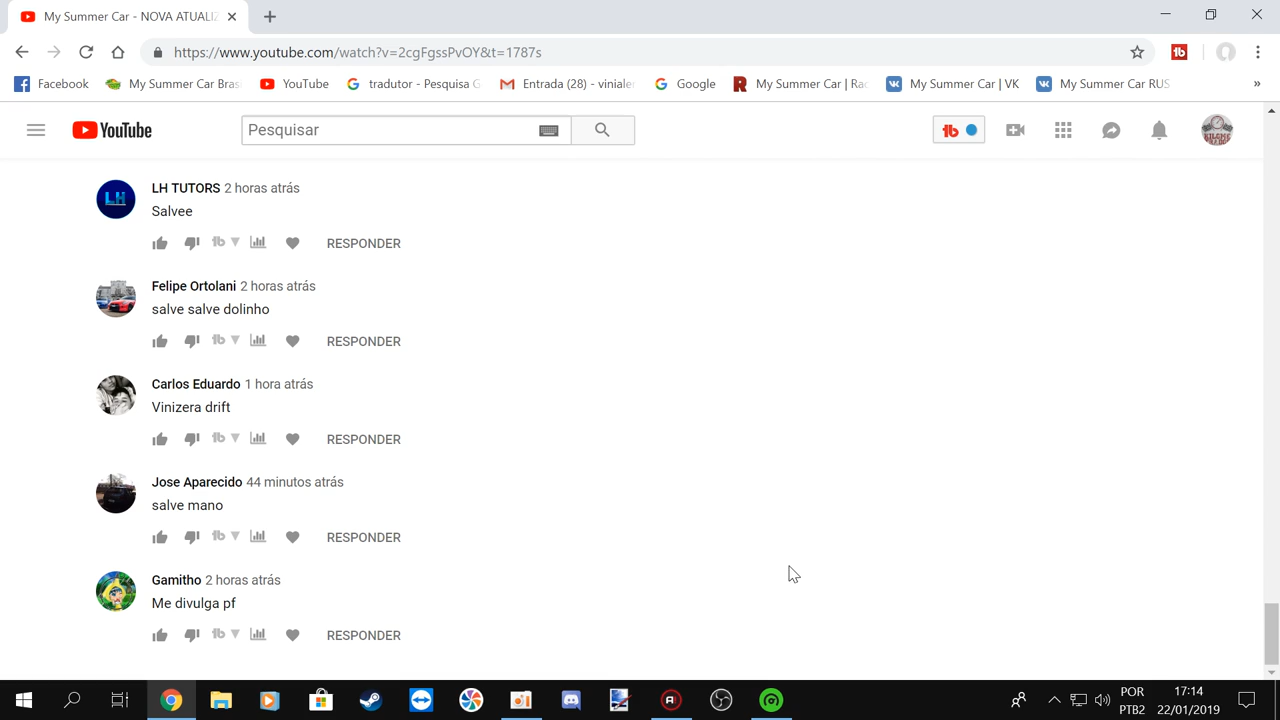 My Summer Car - NOVA ATUALIZ
https://www.youtube.com/watch?v=2cgFgssPvOY&t=1787s
Facebook My Summer Car Bras YouTube tradutor - Pesquisa G Entrada (28) - viniale Google My Summer Car | Rac My Summer Car | VK My Summer Car RUS »
YouTube Pesquisar
LH TUTORS 2 horas atrás
Salvee
RESPONDER
Felipe Ortolani 2 horas atrás
salve salve dolinho
RESPONDER
Carlos Eduardo 1 hora atrás
Vinizera drift
RESPONDER
Jose Aparecido 44 minutos atrás
salve mano
RESPONDER
Gamitho 2 horas atrás
Me divulga pf
RESPONDER
POR 17:14
PTB2 22/01/2019